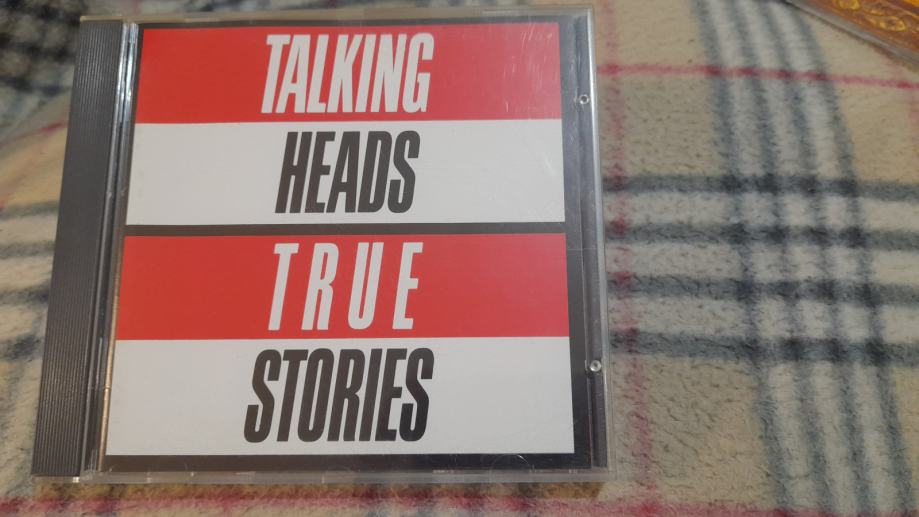 TALKING
HEADS
TRUE
STORIES